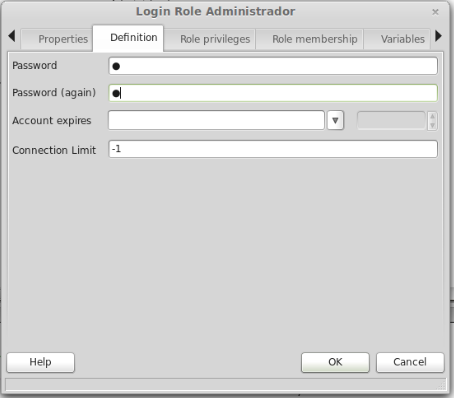 Login Role Administrador
Properties Definition Role privileges Role membership Variables
Password ●
Password (again) ●
Account expires
Connection Limit -1
Help OK Cancel